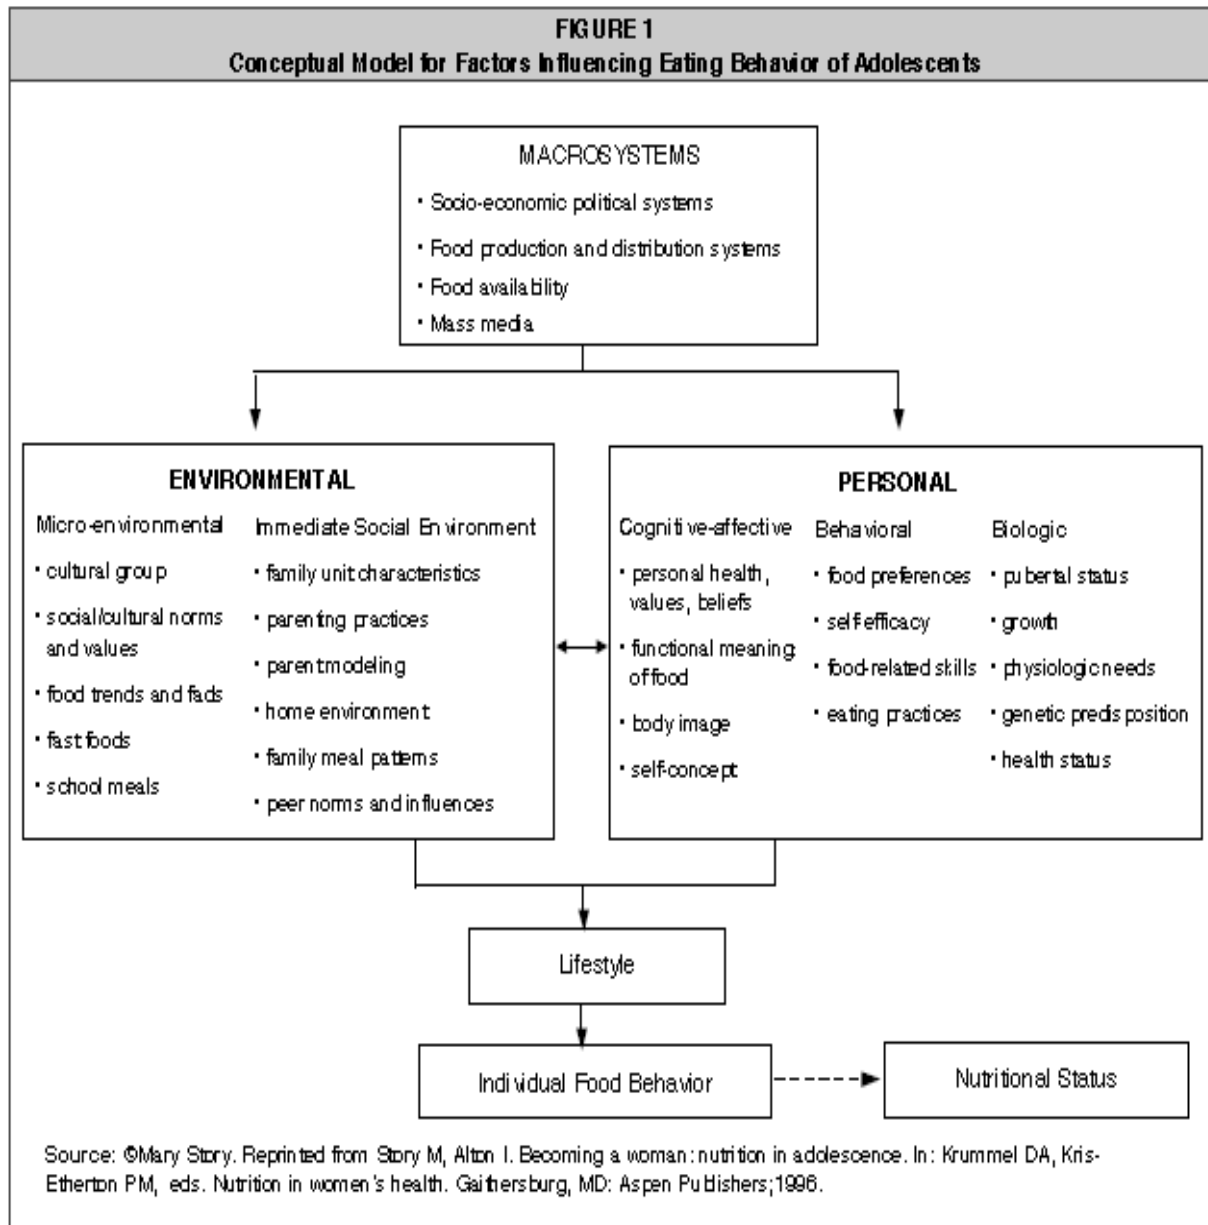 FIGURE 1
Conceptual Model for Factors Influencing Eating Behavior of Adolescents
MACROSYSTEMS
• Socio-economic political systems
• Food production and distribution systems
• Food availability
• Mass media
ENVIRONMENTAL
Micro-environmental
• cultural group
• social/cultural norms
and values
• food trends and fads
• fast foods
• school meals
Immediate Social Environment
• family unit characteristics
• parenting practices
• parent modeling
• home environment
• family meal patterns
• peer norms and influences
PERSONAL
Cognitive-affective
• personal health,
values, beliefs
• functional meaning
of food
• body image
• self-concept
Behavioral
• food preferences
• self efficacy
• food-related skills
• eating practices
Biologic
• pubertal status
• growth
• physiologic needs
• genetic predisposition
• health status
Lifestyle
Individual Food Behavior
Nutritional Status
Source: ©Mary Story. Reprinted from Story M, Alton I. Becoming a woman: nutrition in adolescence. In: Krummel DA, Kris-
Etherton PM, eds. Nutrition in women's health. Gaithersburg, MD: Aspen Publishers; 1996.